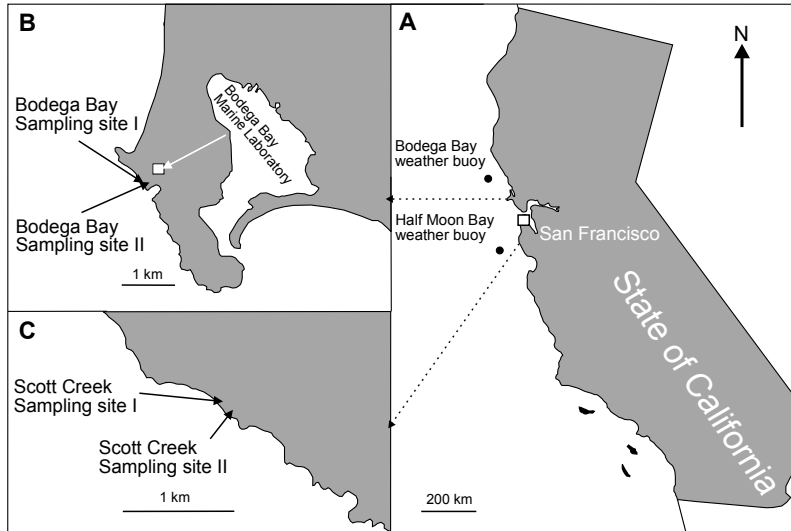 B
Bodega Bay
Sampling site I
Bodega Bay
Marine Laboratory
Bodega Bay
Sampling site II
1 km
A
N
Bodega Bay
weather buoy
Half Moon Bay
weather buoy
San Francisco
State of California
200 km
C
Scott Creek
Sampling site I
Scott Creek
Sampling site II
1 km